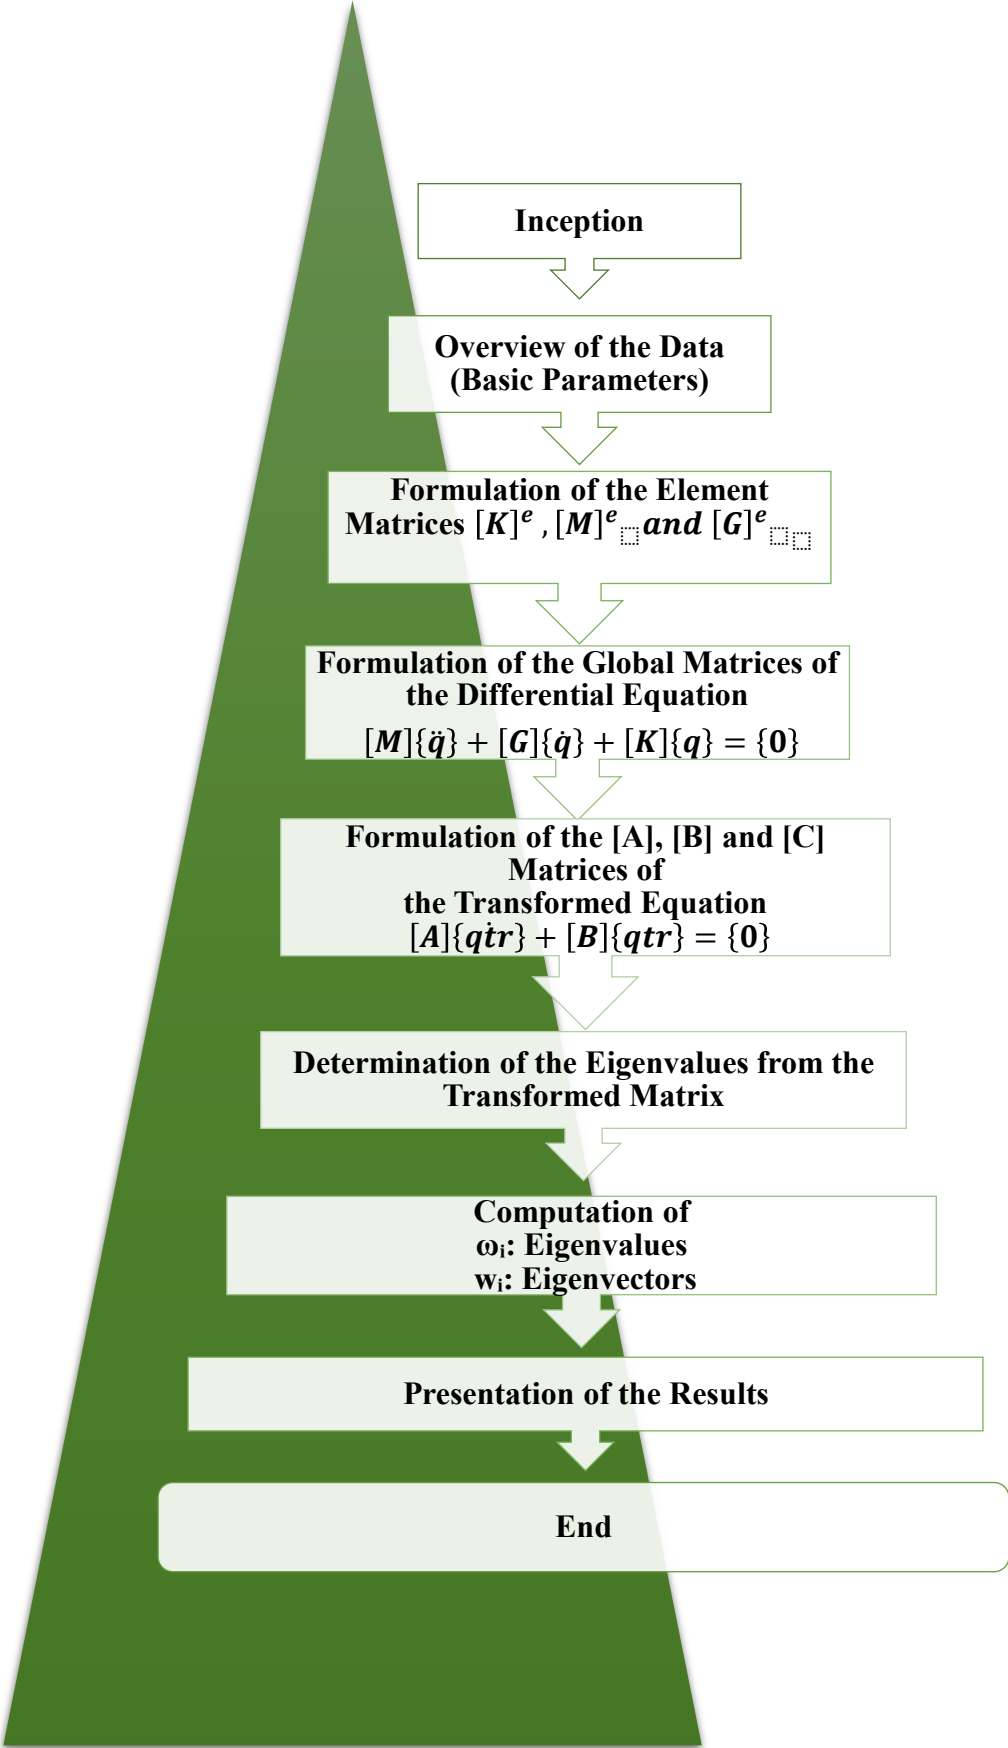 Inception
Overview of the Data
(Basic Parameters)
Formulation of the Element
Matrices [K]ᵉ , [M]ᵉ and [G]ᵉ
Formulation of the Global Matrices of
the Differential Equation
[M]{q̈} + [G]{q̇} + [K]{q} = {0}
Formulation of the [A], [B] and [C]
Matrices of
the Transformed Equation
[A]{qṫr} + [B]{qtr} = {0}
Determination of the Eigenvalues from the
Transformed Matrix
Computation of
ωᵢ: Eigenvalues
wᵢ: Eigenvectors
Presentation of the Results
End